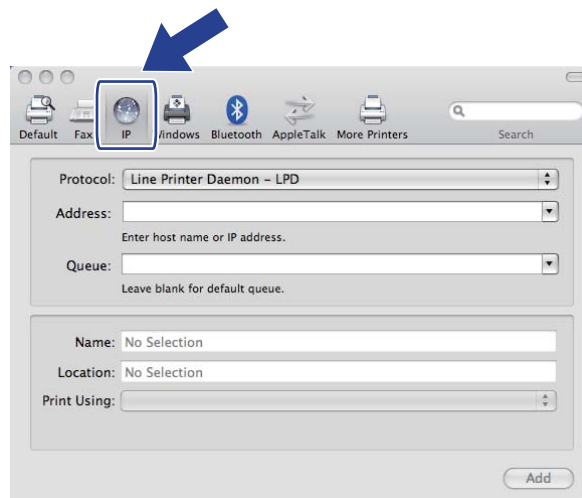 Default Fax IP Windows Bluetooth AppleTalk More Printers Search
Protocol: Line Printer Daemon – LPD
Address:
Enter host name or IP address.
Queue:
Leave blank for default queue.
Name: No Selection
Location: No Selection
Print Using:
Add